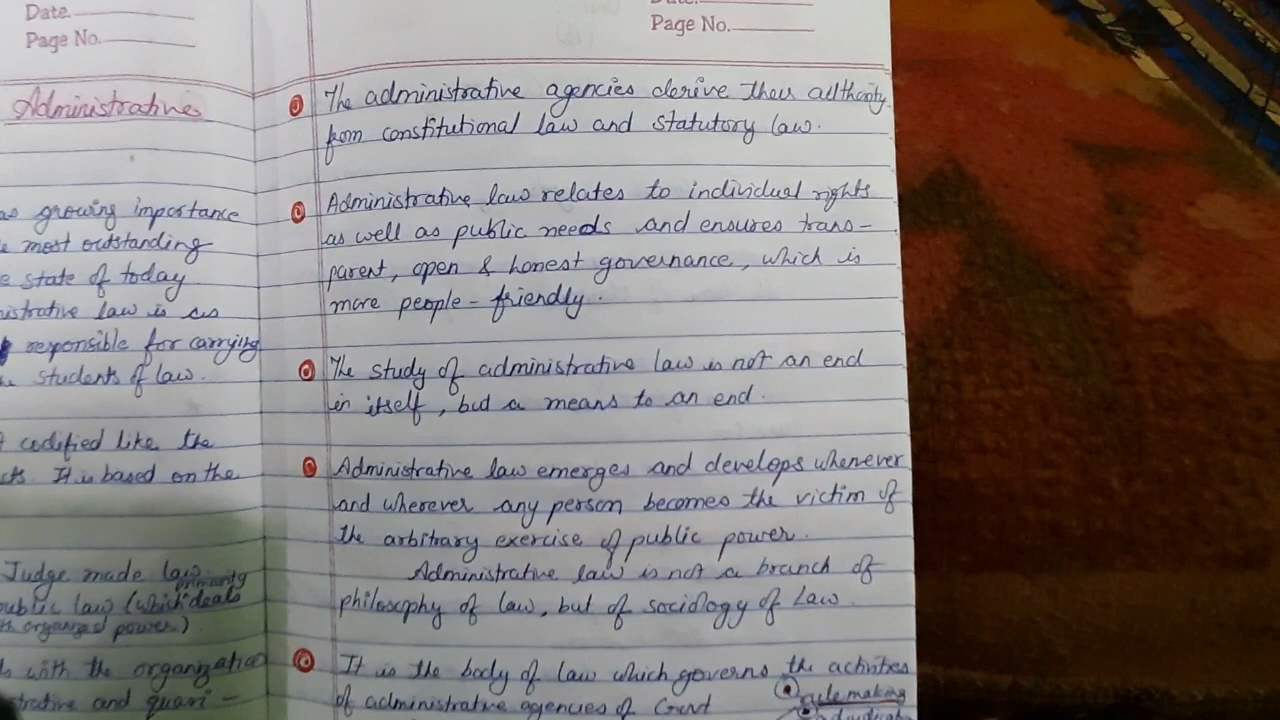 Date.
Page No.
Administrative
growing importance
most outstanding
state of today
law is as
responsible for carrying
students of law.
codified like the
It is based on the
Judge made law.
primarily
public law (which deals
organized power)
with the organization
and quasi -
Page No.
The administrative agencies derive their authority
from constitutional law and statutory law.
Administrative law relates to individual rights
as well as public needs and ensures trans-
parent, open & honest governance, which is
more people - friendly.
The study of administrative law is not an end
in itself, but a means to an end.
Administrative law emerges and develops whenever
and wherever any person becomes the victim of
the arbitrary exercise of public power.
Administrative law is not a branch of
philosophy of law, but of sociology of Law.
It is the body of law which governs the activities
of administrative agencies of Govt
rule making